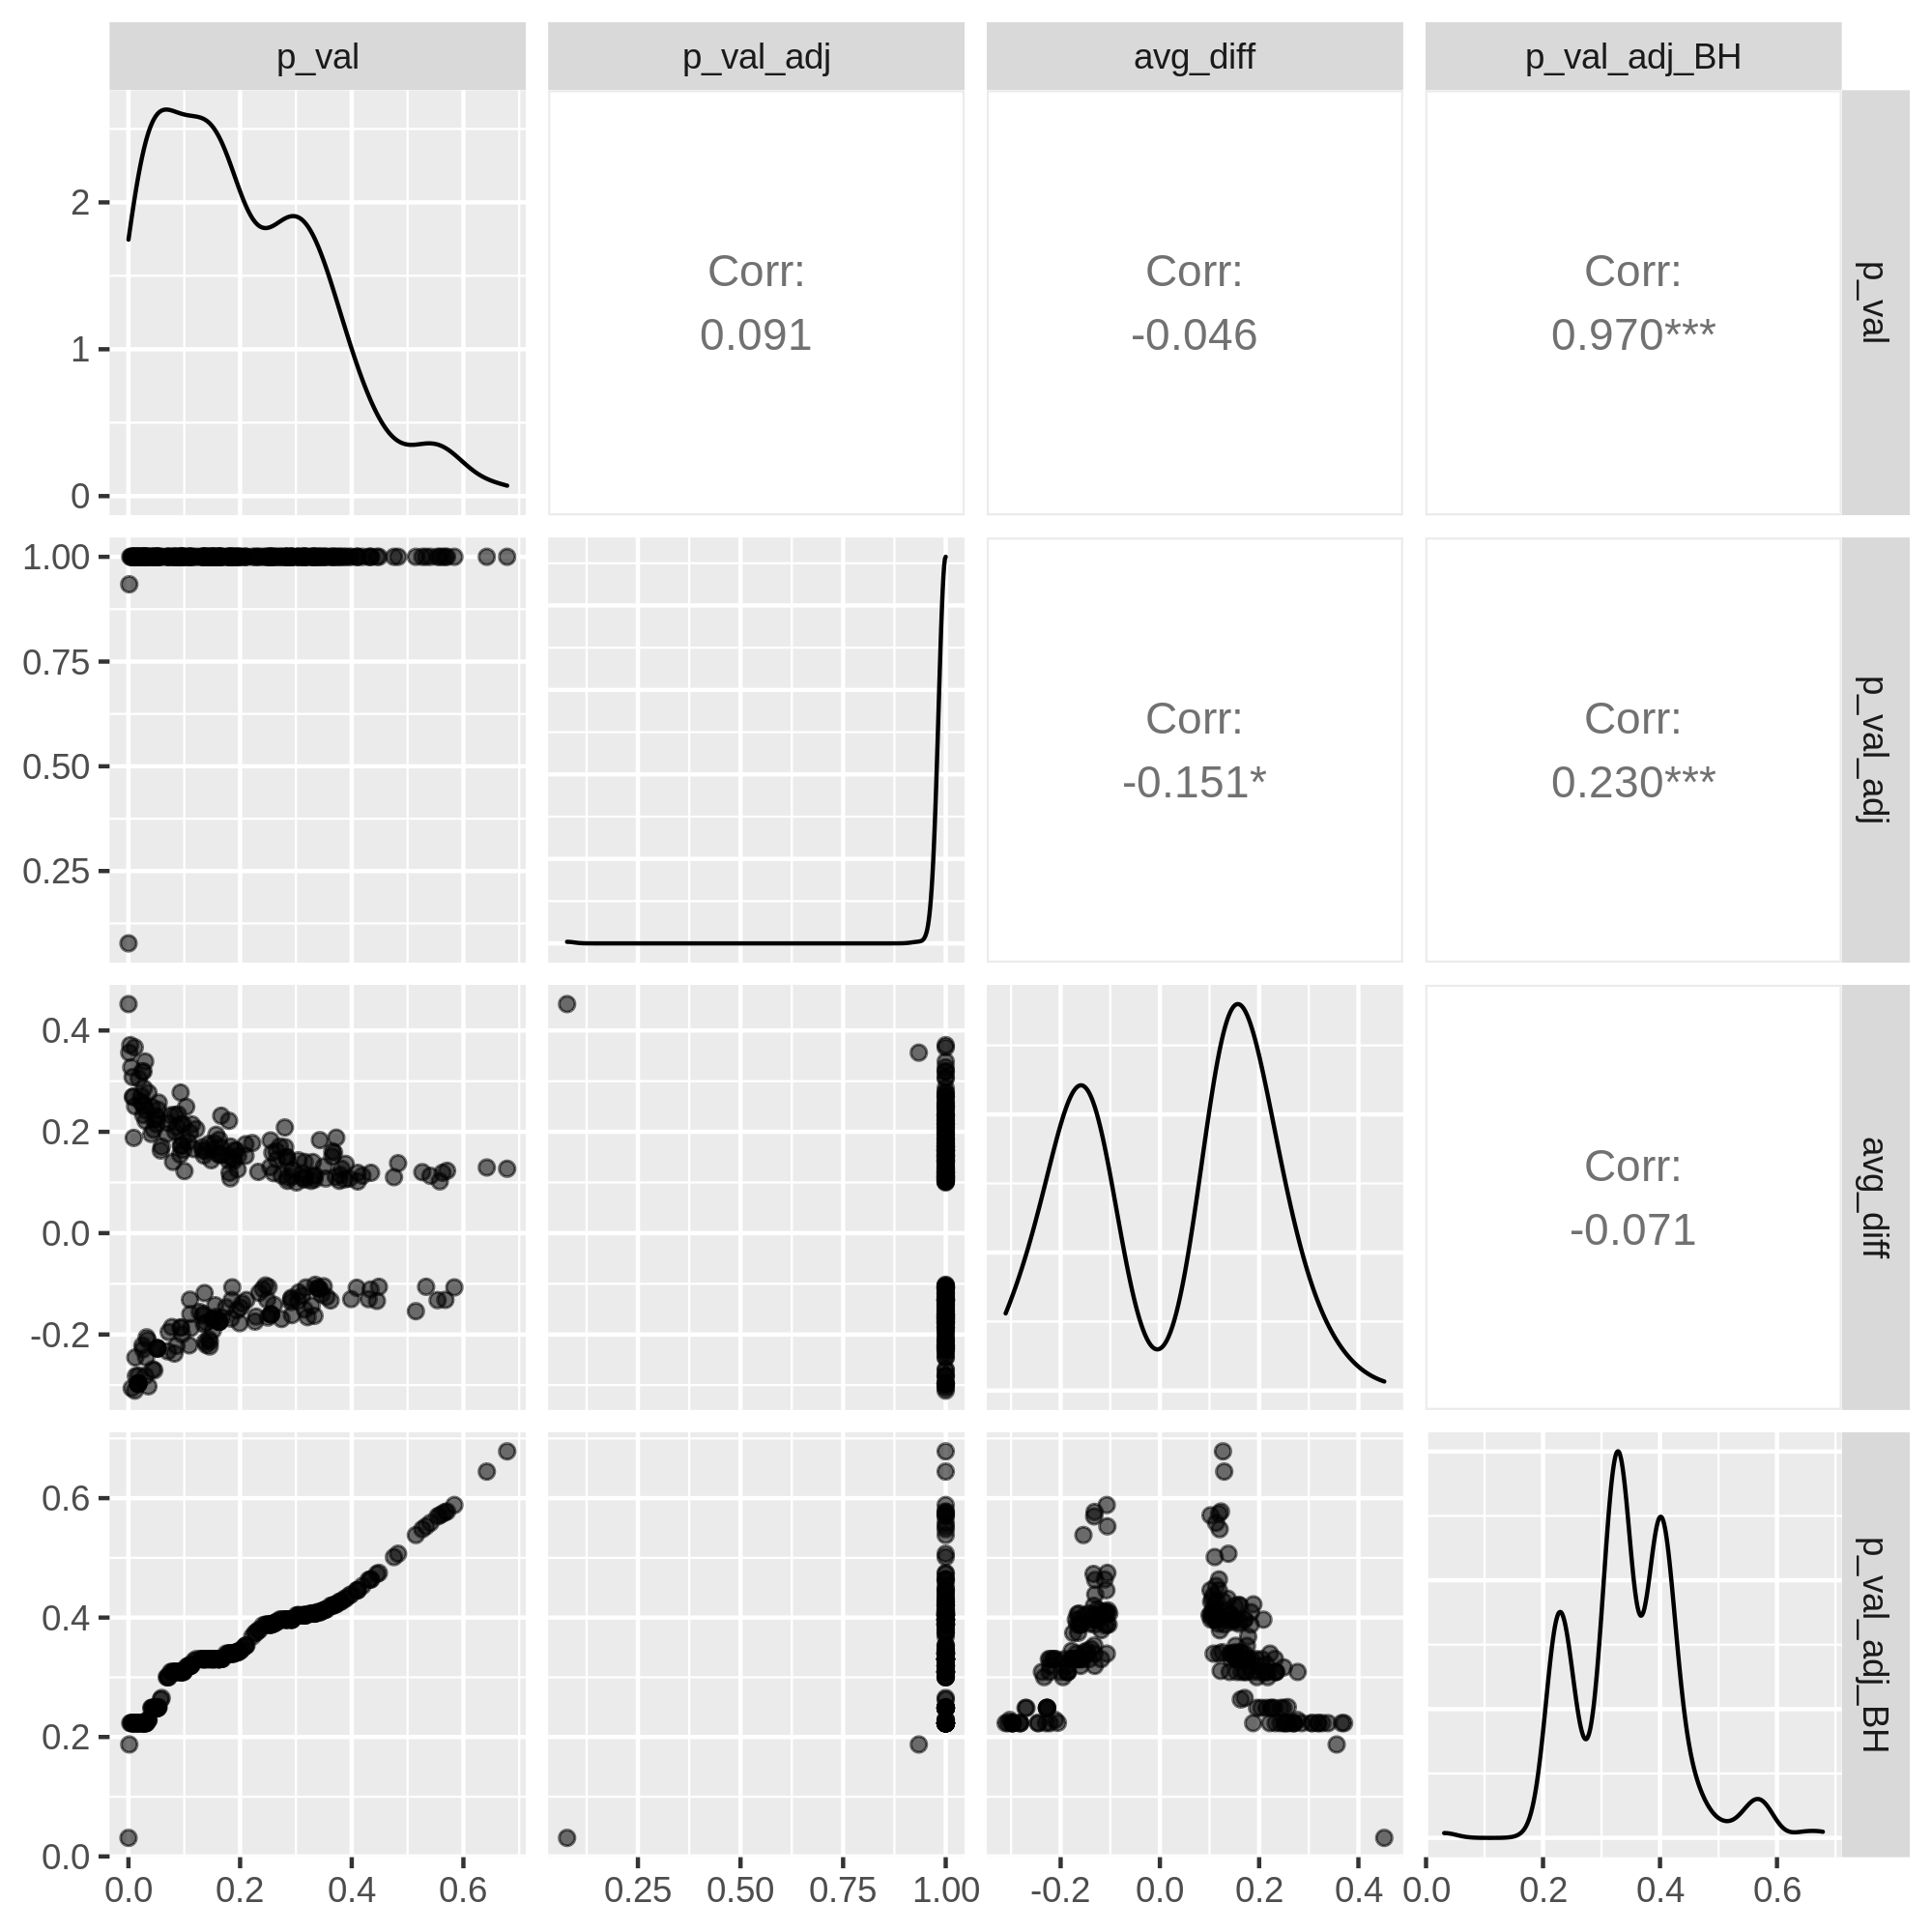 p_val p_val_adj avg_diff p_val_adj_BH
2
1
0
Corr:
0.091
Corr:
-0.046
Corr:
0.970***
p_val
1.00
0.75
0.50
0.25
Corr:
-0.151*
Corr:
0.230***
p_val_adj
0.4
0.2
0.0
-0.2
Corr:
-0.071
avg_diff
0.6
0.4
0.2
0.0
p_val_adj_BH
0.0 0.2 0.4 0.6
0.25 0.50 0.75 1.00
-0.2 0.0 0.2 0.4
0.0 0.2 0.4 0.6